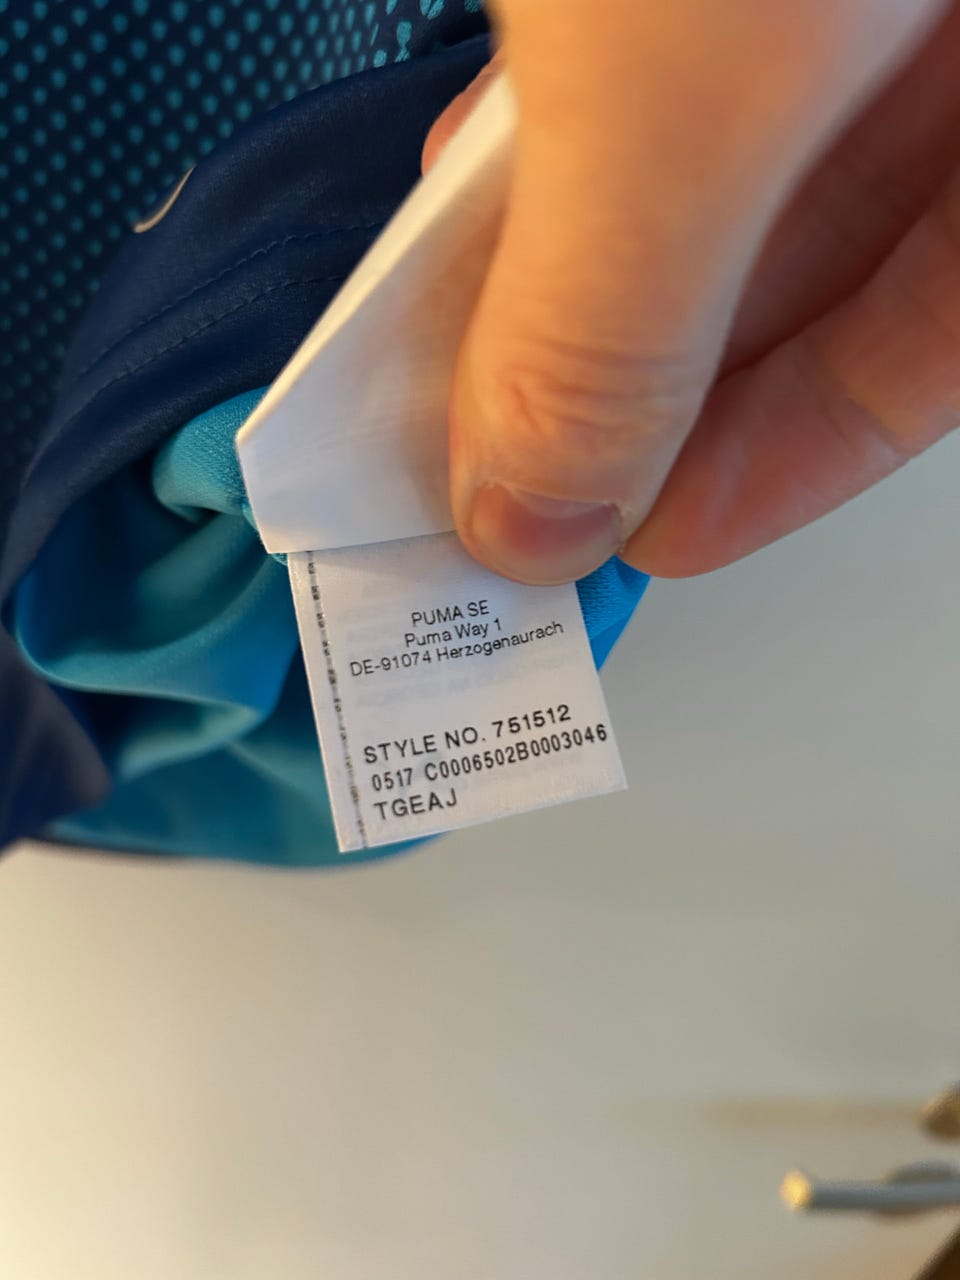 PUMA SE
Puma Way 1
DE-91074 Herzogenaurach
STYLE NO. 751512
0517 C0006502B0003046
TGEAJ